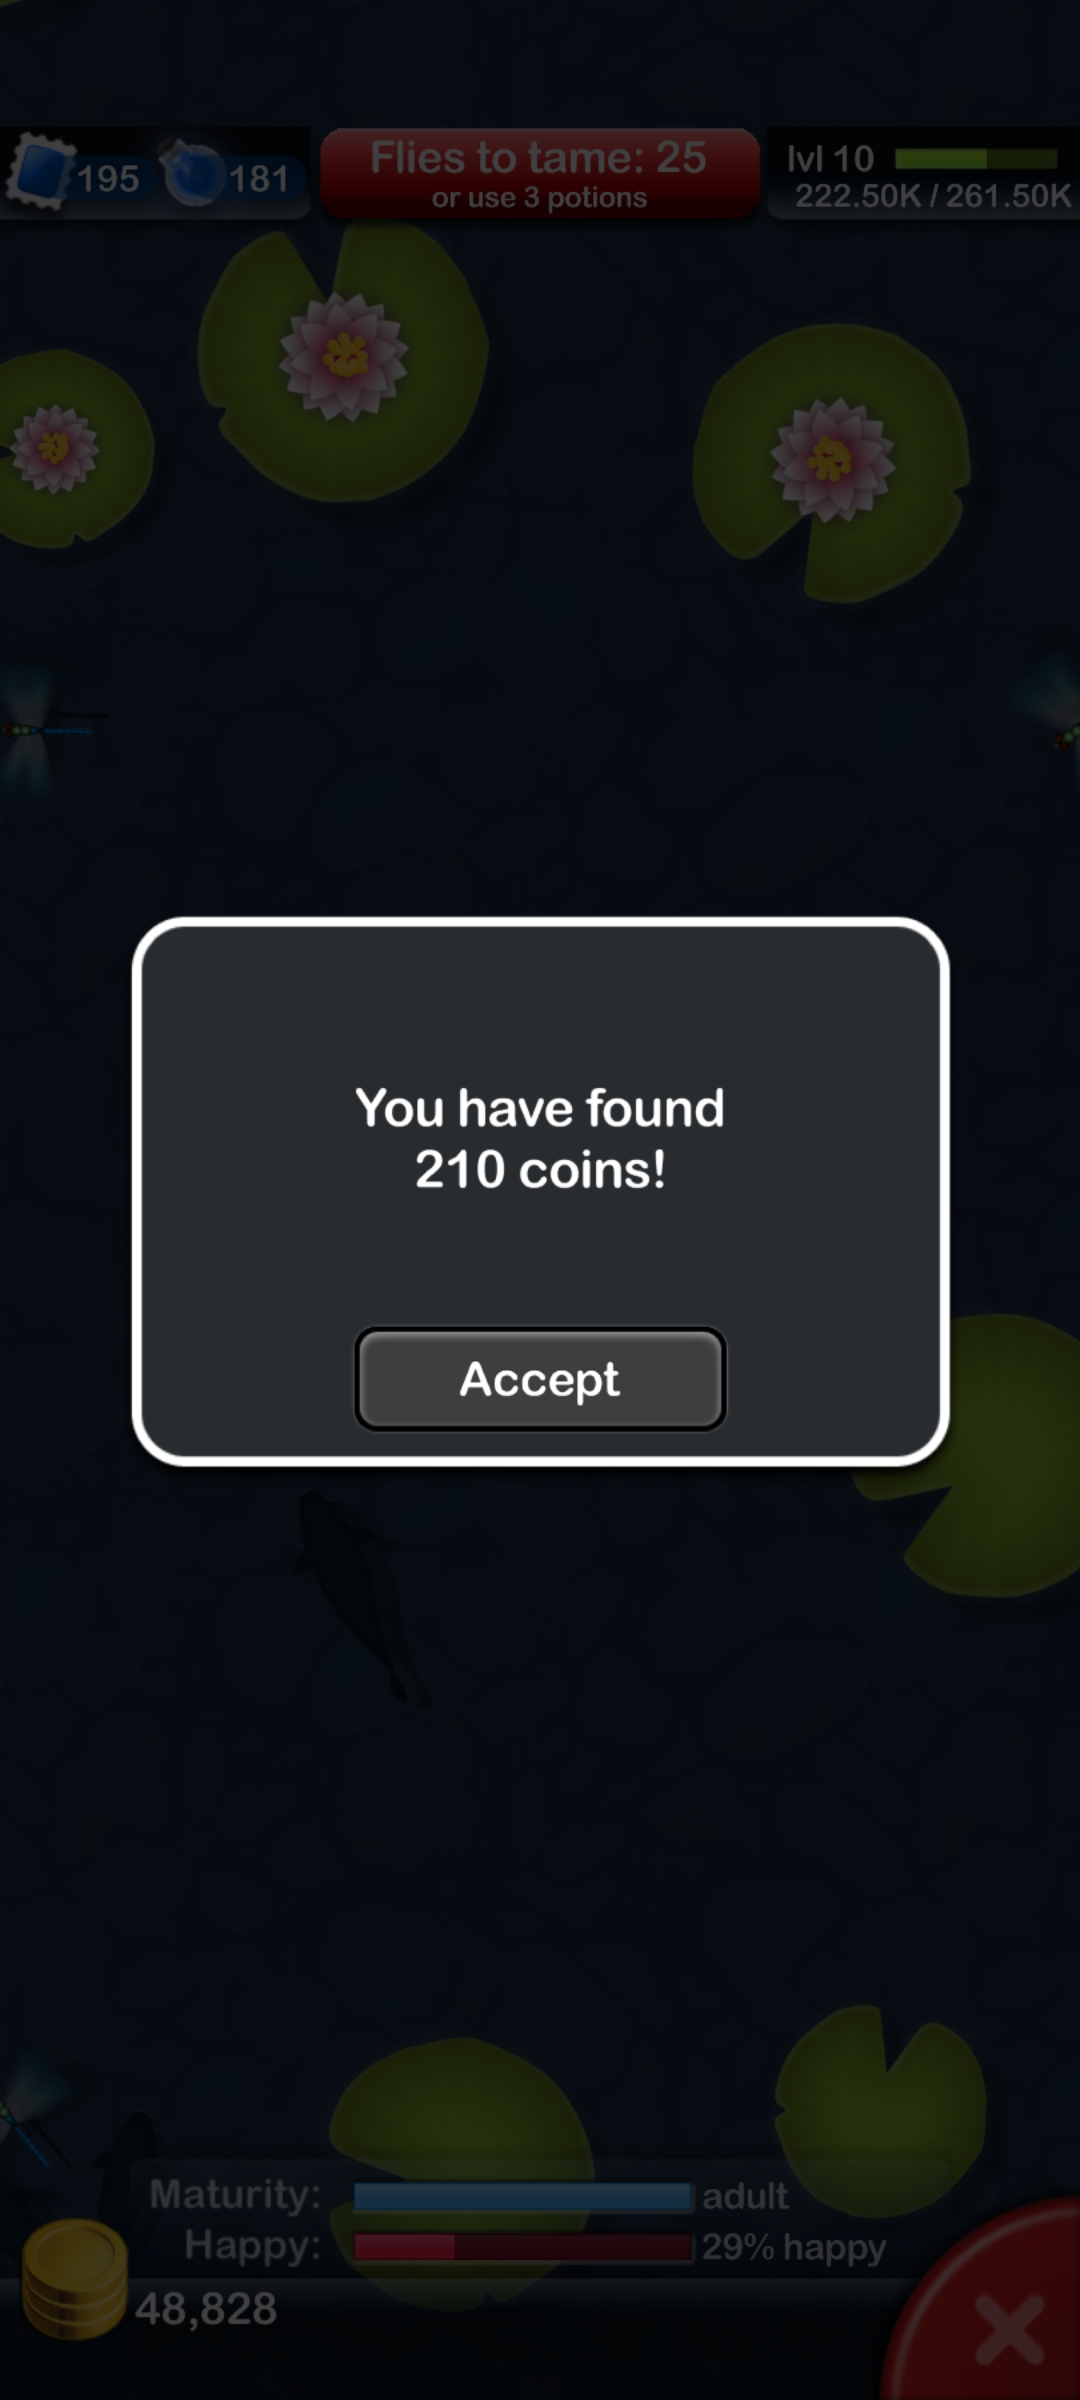 195
181
Flies to tame: 25
or use 3 potions
lvl 10
222.50K / 261.50K
You have found
210 coins!
Accept
Maturity:
adult
Happy:
29% happy
48,828